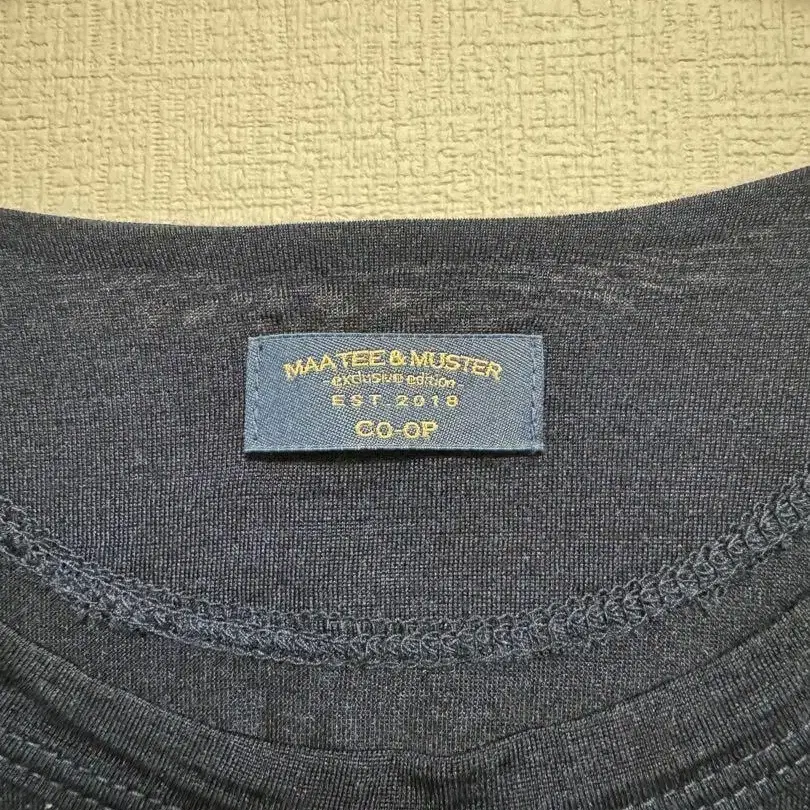 MAATEE & MUSTER
-exclusive edition-
EST. 2018
CO-OP